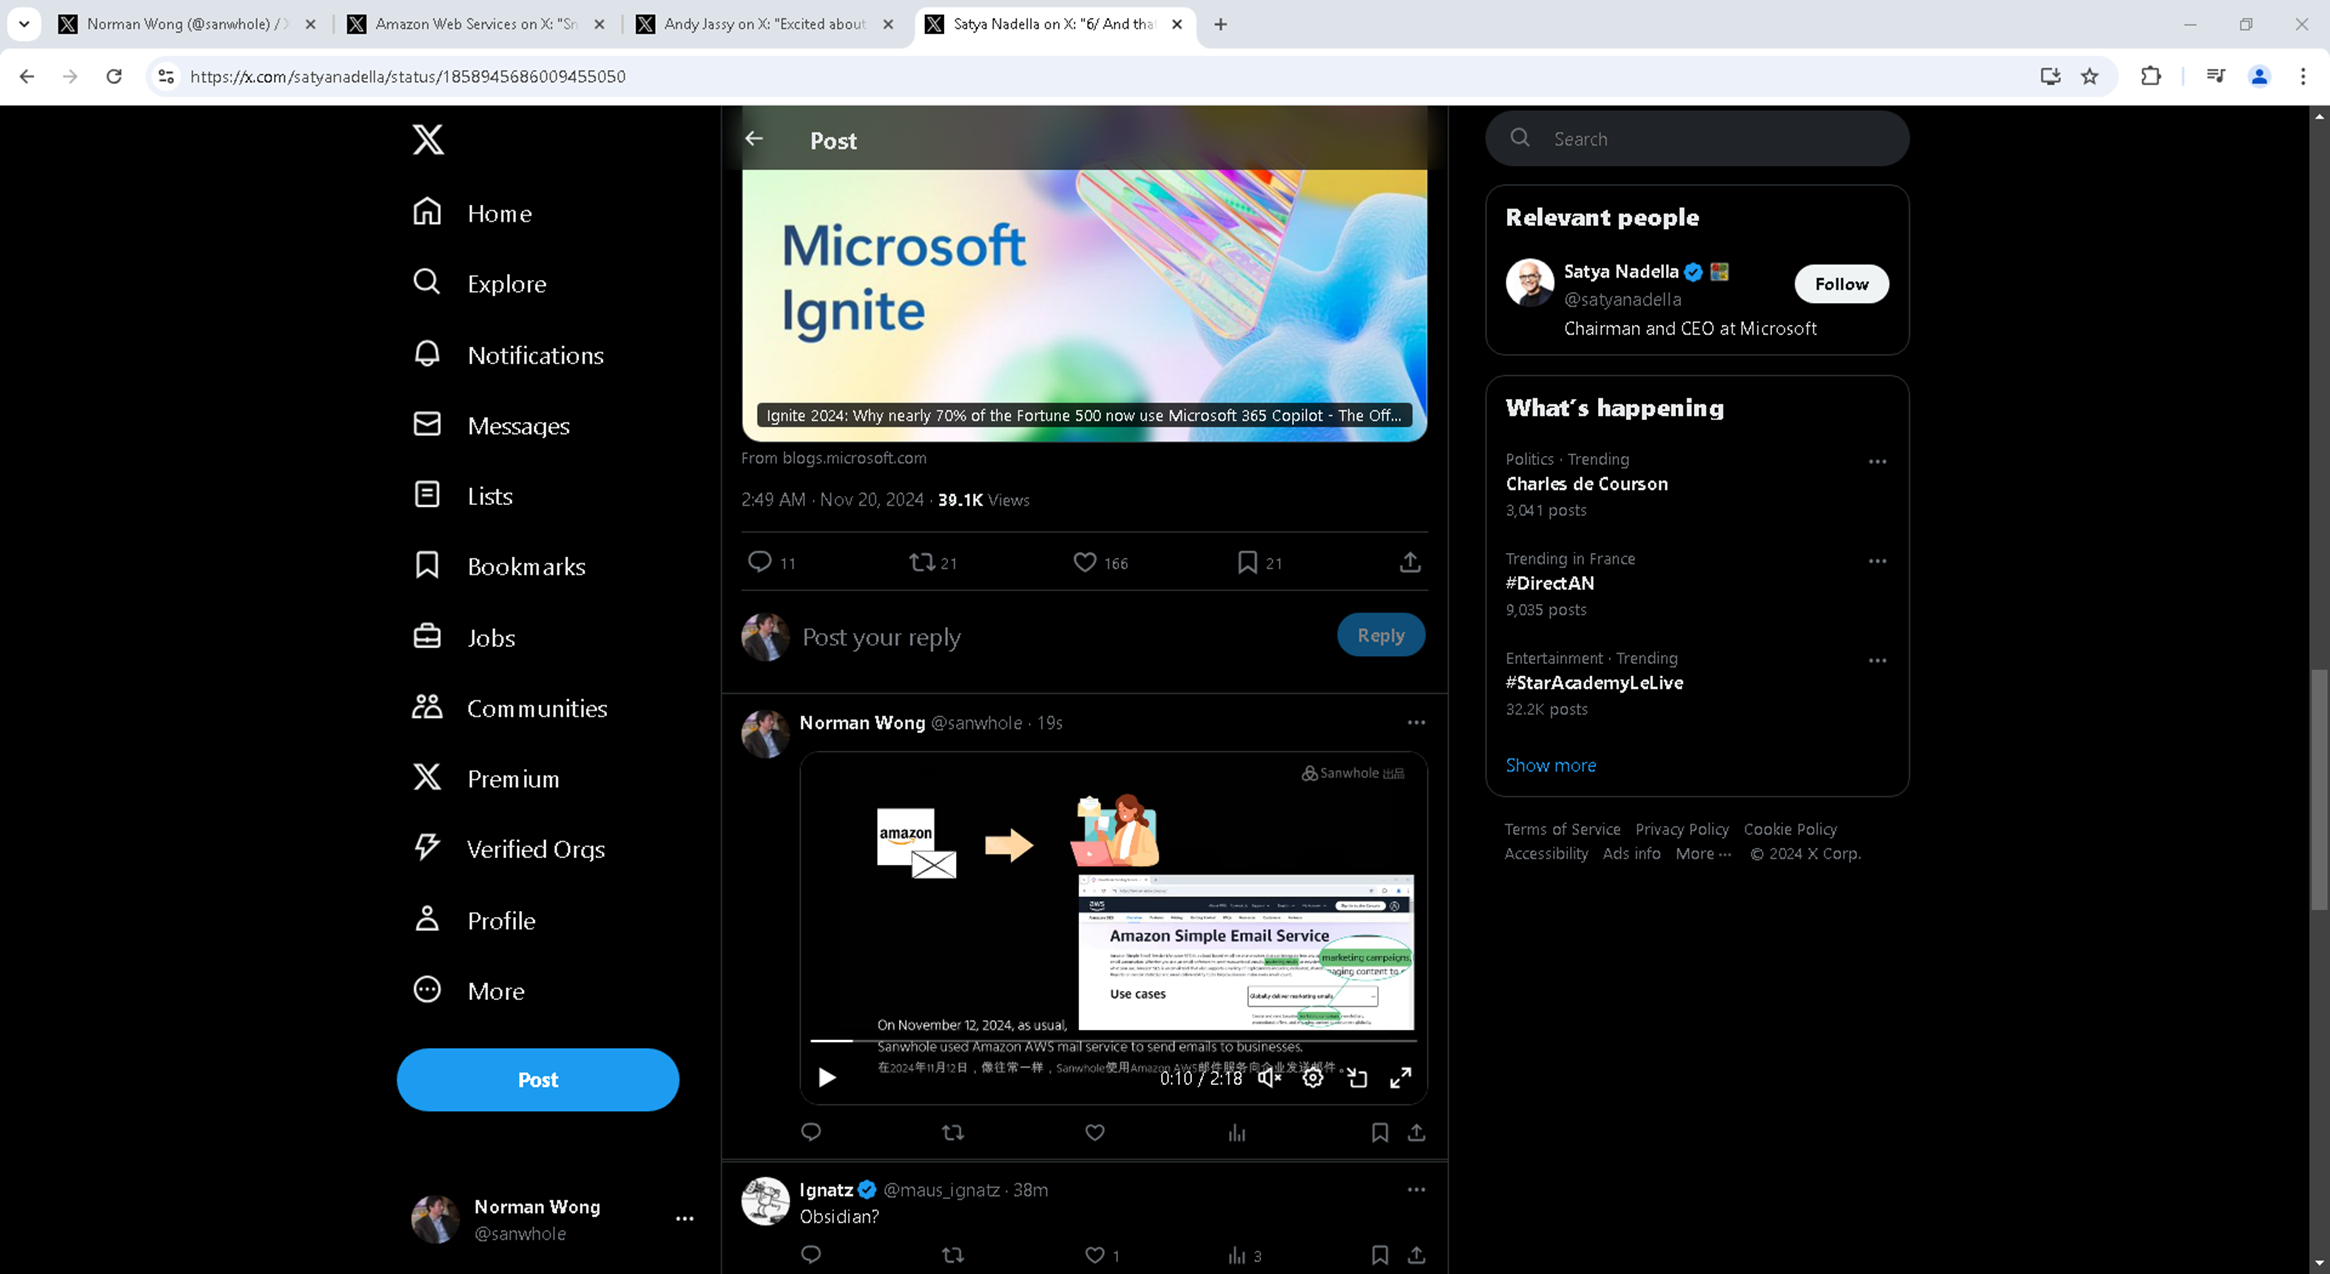 Norman Wong (@sanwhole) /
Amazon Web Services on X: "Sn
Andy Jassy on X: "Excited about
Satya Nadella on X: "6/ And tha
https://x.com/satyanadella/status/1858945686009455050
Home
Explore
Notifications
Messages
Lists
Bookmarks
Jobs
Communities
Premium
Verified Orgs
Profile
More
Post
Norman Wong
@sanwhole
Post
Microsoft
Ignite
Ignite 2024: Why nearly 70% of the Fortune 500 now use Microsoft 365 Copilot - The Off...
From blogs.microsoft.com
2:49 AM · Nov 20, 2024 · 39.1K Views
11 21 166 21
Post your reply
Reply
Norman Wong @sanwhole · 19s
Sanwhole 出品
amazon
aws
Amazon Simple Email Service
marketing campaigns,
Use cases
Globally deliver marketing emails
On November 12, 2024, as usual,
Sanwhole used Amazon AWS mail service to send emails to businesses.
在2024年11月12日，像往常一样，Sanwhole使用Amazon AWS邮件服务向企业发送邮件。
0:10 / 2:18
Ignatz @maus_ignatz · 38m
Obsidian?
1 3
Search
Relevant people
Satya Nadella
@satyanadella
Follow
Chairman and CEO at Microsoft
What's happening
Politics · Trending
Charles de Courson
3,041 posts
Trending in France
#DirectAN
9,035 posts
Entertainment · Trending
#StarAcademyLeLive
32.2K posts
Show more
Terms of Service Privacy Policy Cookie Policy
Accessibility Ads info More ··· © 2024 X Corp.